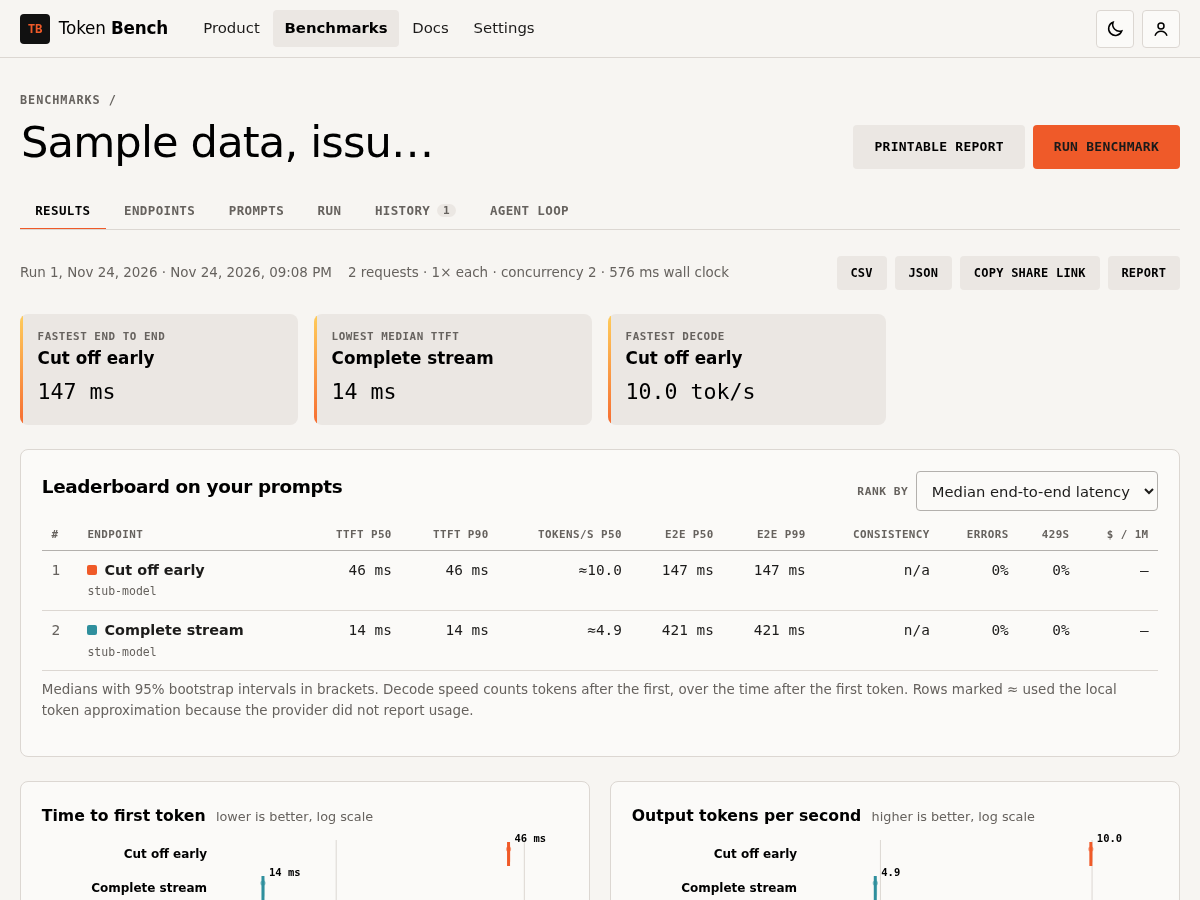 TB Token Bench Product Benchmarks Docs Settings
BENCHMARKS /
Sample data, issu…
PRINTABLE REPORT RUN BENCHMARK
RESULTS ENDPOINTS PROMPTS RUN HISTORY 1 AGENT LOOP
Run 1, Nov 24, 2026 · Nov 24, 2026, 09:08 PM 2 requests · 1× each · concurrency 2 · 576 ms wall clock
CSV JSON COPY SHARE LINK REPORT
FASTEST END TO END
Cut off early
147 ms
LOWEST MEDIAN TTFT
Complete stream
14 ms
FASTEST DECODE
Cut off early
10.0 tok/s
Leaderboard on your prompts
RANK BY Median end-to-end latency
# ENDPOINT TTFT P50 TTFT P90 TOKENS/S P50 E2E P50 E2E P99 CONSISTENCY ERRORS 429S $ / 1M
1 Cut off early 46 ms 46 ms ≈10.0 147 ms 147 ms n/a 0% 0% —
stub-model
2 Complete stream 14 ms 14 ms ≈4.9 421 ms 421 ms n/a 0% 0% —
stub-model
Medians with 95% bootstrap intervals in brackets. Decode speed counts tokens after the first, over the time after the first token. Rows marked ≈ used the local
token approximation because the provider did not report usage.
Time to first token lower is better, log scale
46 ms
Cut off early
14 ms
Complete stream
Output tokens per second higher is better, log scale
10.0
Cut off early
4.9
Complete stream